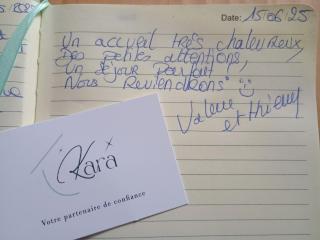 Date: 15.06.25
Un accueil très chaleureux,
Des petites attentions,
Un séjour parfait
Nous Reviendrons
Valérie
et thierry
Kara
Votre partenaire de confiance